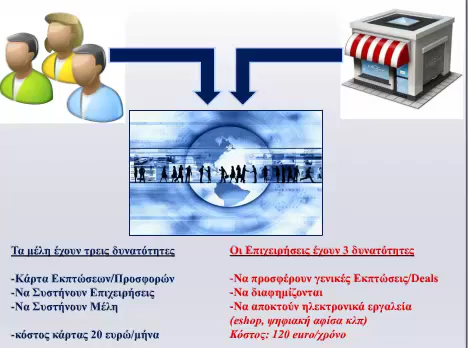 Τα μέλη έχουν τρεις δυνατότητες
-Κάρτα Εκπτώσεων/Προσφορών
-Να Συστήνουν Επιχειρήσεις
-Να Συστήνουν Μέλη
-κόστος κάρτας 20 ευρώ/μήνα
Οι Επιχειρήσεις έχουν 3 δυνατότητες
-Να προσφέρουν γενικές Εκπτώσεις/Deals
-Να διαφημίζονται
-Να αποκτούν ηλεκτρονικά εργαλεία
(eshop, ψηφιακή αφίσα κλπ)
Κόστος: 120 euro/χρόνο